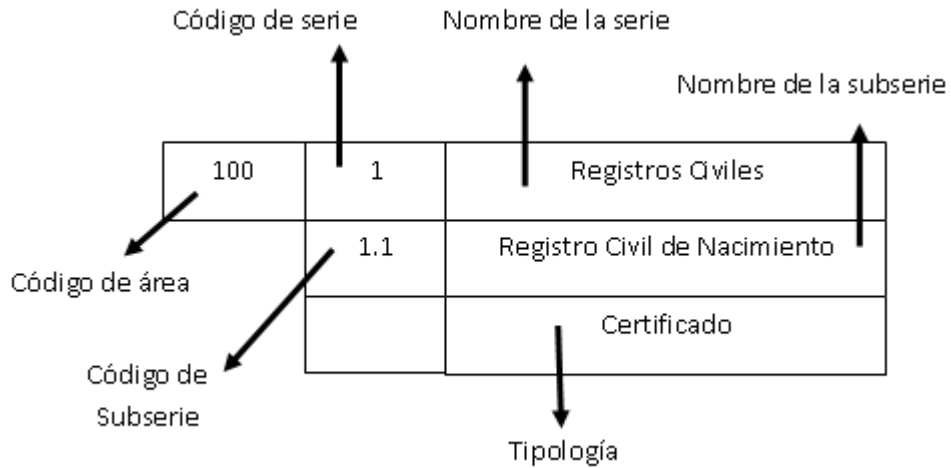 Código de serie
Nombre de la serie
Nombre de la subserie
100
1
Registros Civiles
1.1
Registro Civil de Nacimiento
Código de área
Certificado
Código de
Subserie
Tipología